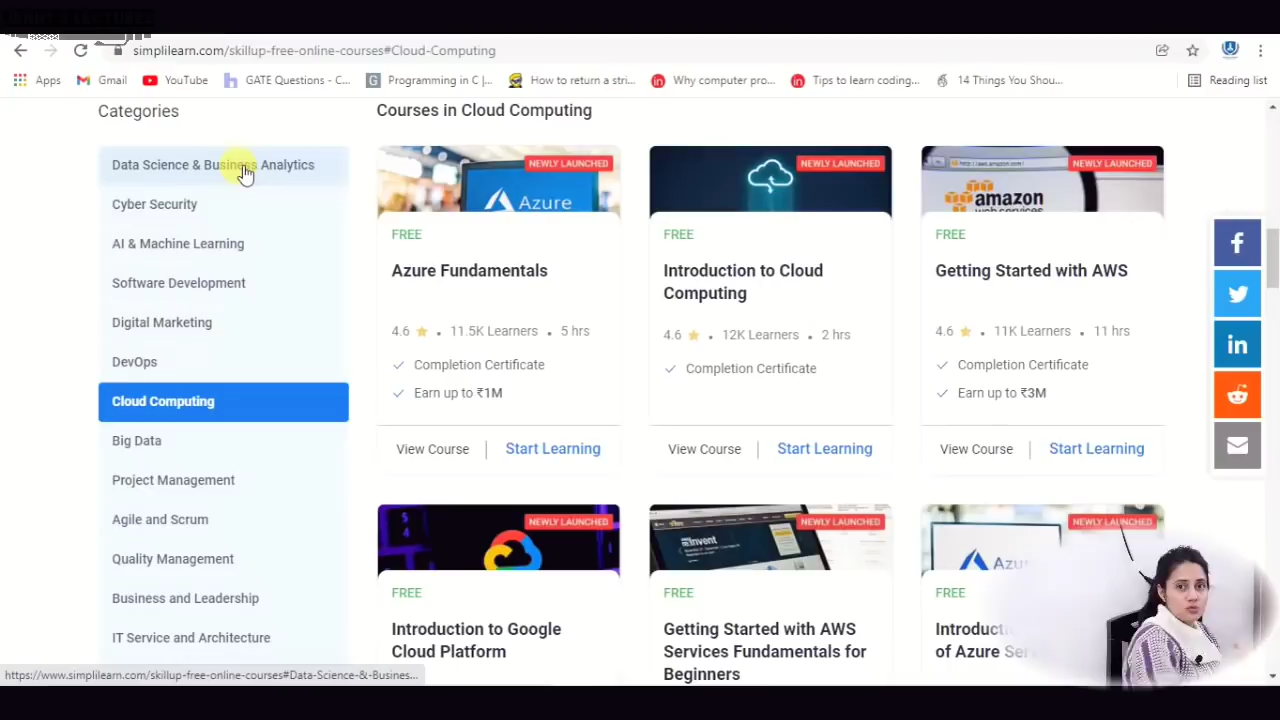 simplilearn.com/skillup-free-online-courses#Cloud-Computing
Apps
Gmail
YouTube
GATE Questions - C...
Programming in C |...
How to return a stri...
Why computer pro...
Tips to learn coding...
14 Things You Shou...
Reading list
Categories
Data Science & Business Analytics
Cyber Security
AI & Machine Learning
Software Development
Digital Marketing
DevOps
Cloud Computing
Big Data
Project Management
Agile and Scrum
Quality Management
Business and Leadership
IT Service and Architecture
Courses in Cloud Computing
NEWLY LAUNCHED
Azure
FREE
Azure Fundamentals
4.6 • 11.5K Learners • 5 hrs
Completion Certificate
Earn up to ₹1M
View Course | Start Learning
NEWLY LAUNCHED
FREE
Introduction to Cloud
Computing
4.6 • 12K Learners • 2 hrs
Completion Certificate
View Course | Start Learning
NEWLY LAUNCHED
amazon
FREE
Getting Started with AWS
4.6 • 11K Learners • 11 hrs
Completion Certificate
Earn up to ₹3M
View Course | Start Learning
NEWLY LAUNCHED
FREE
Introduction to Google
Cloud Platform
NEWLY LAUNCHED
FREE
Getting Started with AWS
Services Fundamentals for
Beginners
NEWLY LAUNCHED
FREE
of Azure
https://www.simplilearn.com/skillup-free-online-courses#Data-Science-&-Busines...